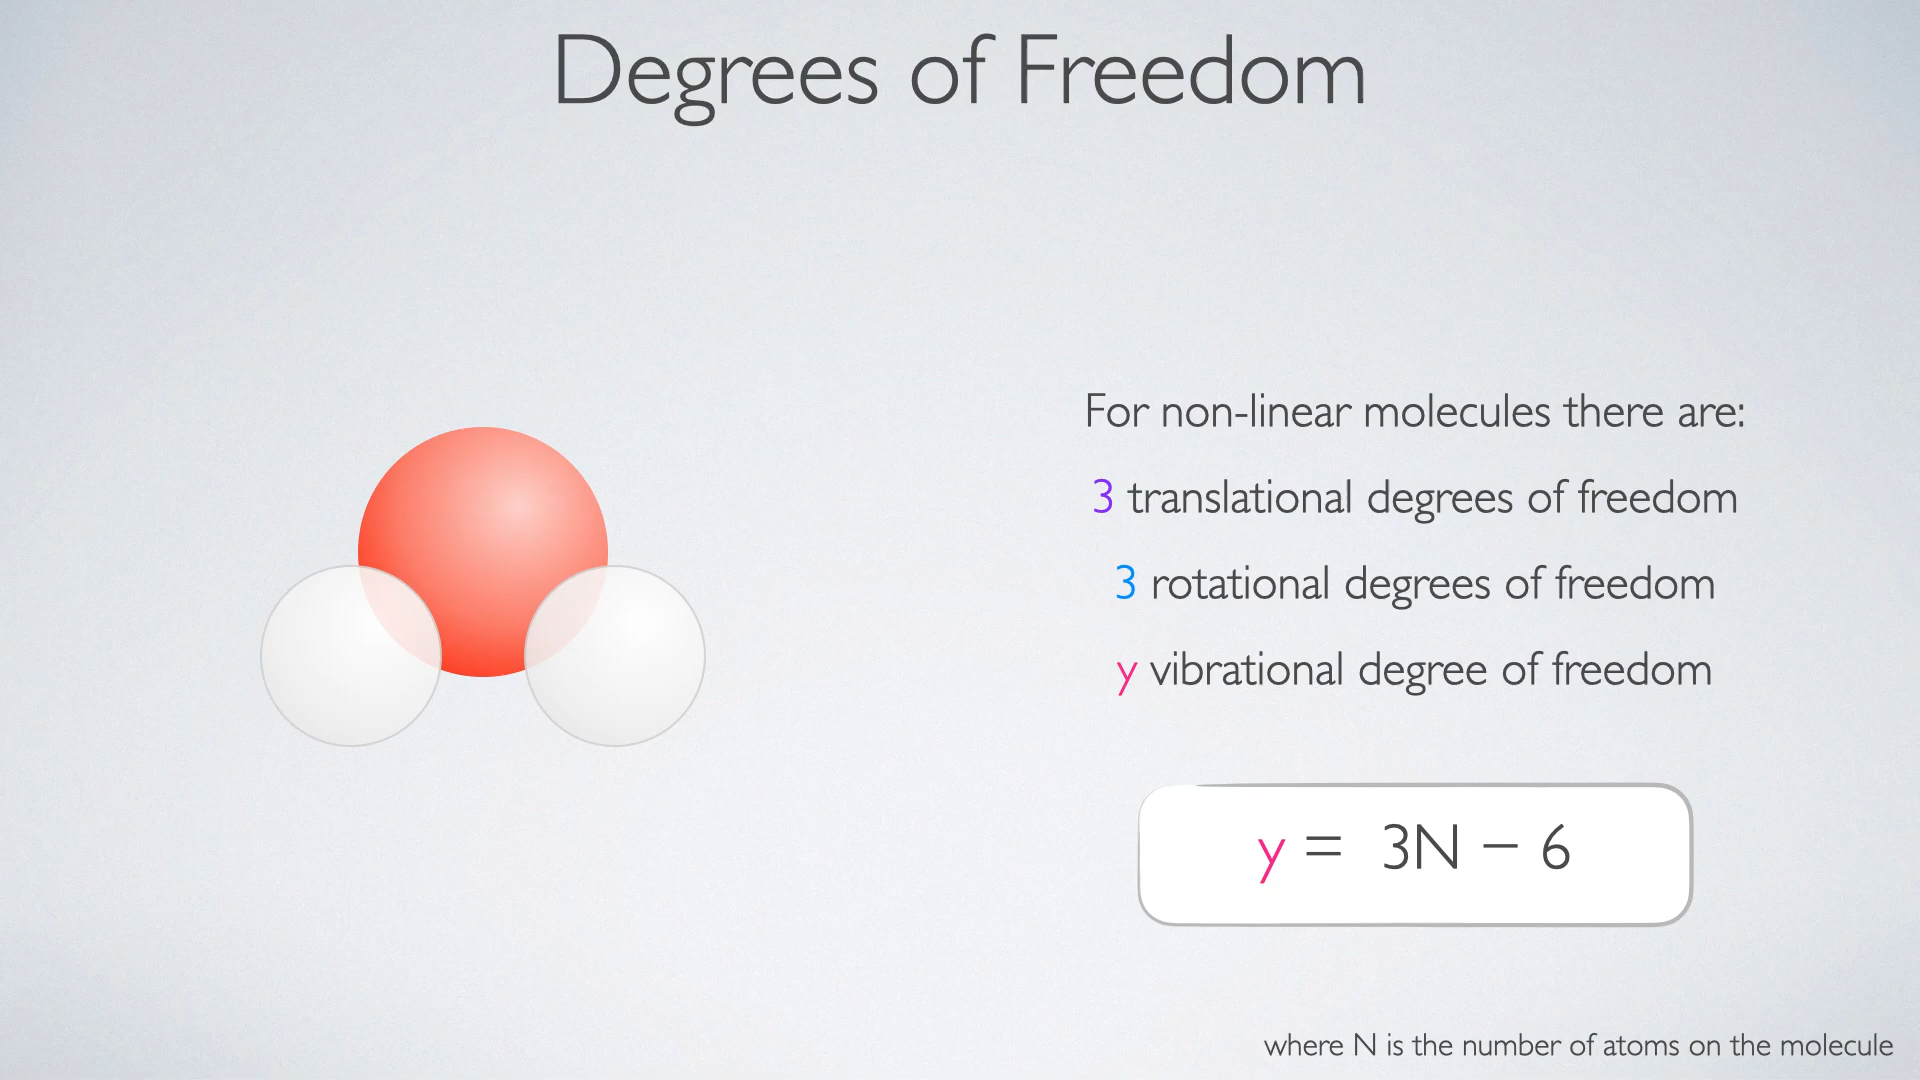 Degrees of Freedom
For non-linear molecules there are:
3 translational degrees of freedom
3 rotational degrees of freedom
y vibrational degree of freedom
y = 3N − 6
where N is the number of atoms on the molecule